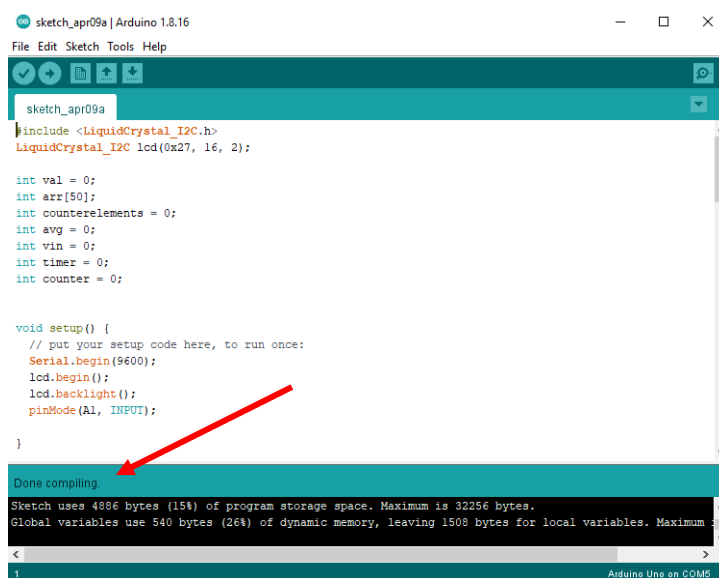 sketch_apr09a | Arduino 1.8.16
File Edit Sketch Tools Help
sketch_apr09a
#include <LiquidCrystal_I2C.h>
LiquidCrystal_I2C lcd(0x27, 16, 2);
int val = 0;
int arr[50];
int counterelements = 0;
int avg = 0;
int vin = 0;
int timer = 0;
int counter = 0;
void setup() {
// put your setup code here, to run once:
Serial.begin(9600);
lcd.begin();
lcd.backlight();
pinMode(A1, INPUT);
}
Done compiling.
Sketch uses 4886 bytes (15%) of program storage space. Maximum is 32256 bytes.
Global variables use 540 bytes (26%) of dynamic memory, leaving 1508 bytes for local variables. Maximum
1 Arduino Uno on COM5